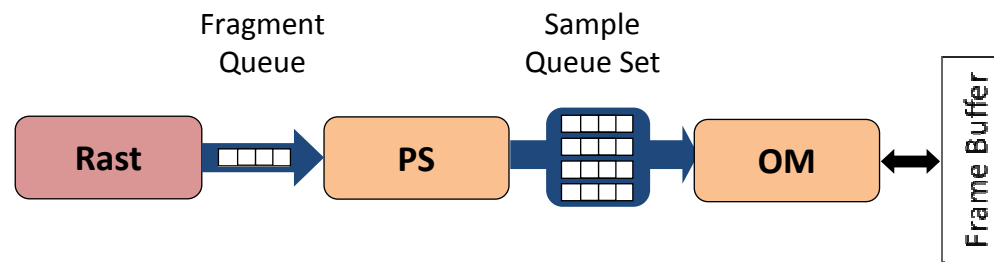 Fragment
Queue
Sample
Queue Set
Rast
PS
OM
Frame Buffer